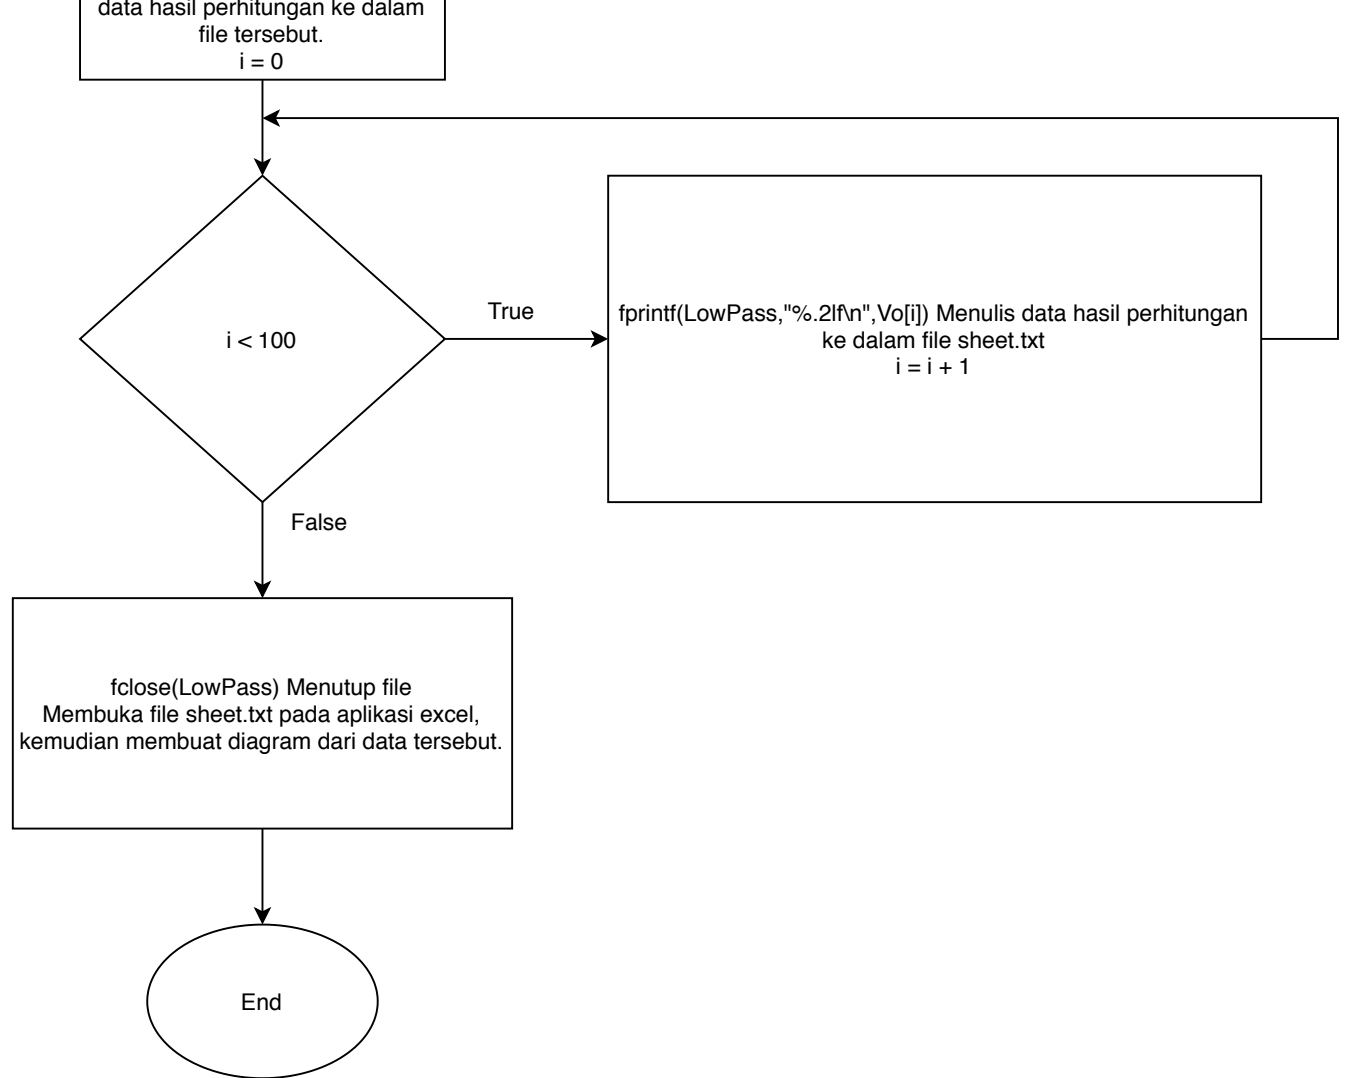 data hasil perhitungan ke dalam
file tersebut.
i = 0
i < 100
True
fprintf(LowPass,"%.2lf\n",Vo[i]) Menulis data hasil perhitungan
ke dalam file sheet.txt
i = i + 1
False
fclose(LowPass) Menutup file
Membuka file sheet.txt pada aplikasi excel,
kemudian membuat diagram dari data tersebut.
End